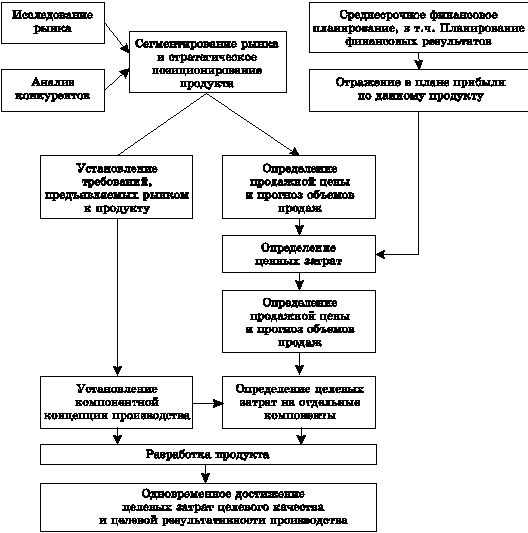 Исследование
рынка
Анализ
конкурентов
Сегментирование рынка
и стратегическое
позиционирование
продукта
Среднесрочное финансовое
планирование, в т.ч. Планирование
финансовых результатов
Отражение в плане прибыли
по данному продукту
Установление
требований,
предъявляемых рынком
к продукту
Определение
продажной цены
и прогноз объемов
продаж
Определение
ценных затрат
Определение
продажной цены
и прогноз объемов
продаж
Установление
компонентной
концепции производства
Определение целевых
затрат на отдельные
компоненты
Разработка продукта
Одновременное достижение
целевых затрат целевого качества
и целевой результативности производства